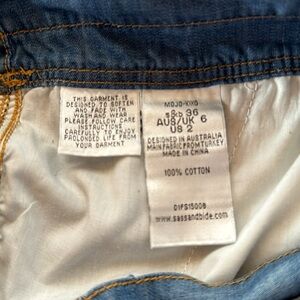 THIS GARMENT IS
DESIGNED TO SOFTEN
AND FADE WITH
WASH AND WEAR
PLEASE FOLLOW CARE
INSTRUCTIONS
CAREFULLY TO ENJOY
PROLONGED LIFE FROM
YOUR GARMENT
36
AUS/UK 6
US 2
DESIGNED IN AUSTRALIA
MAIN FABRIC FROM TURKEY
MADE IN CHINA
100% COTTON
www.sassandbide.com